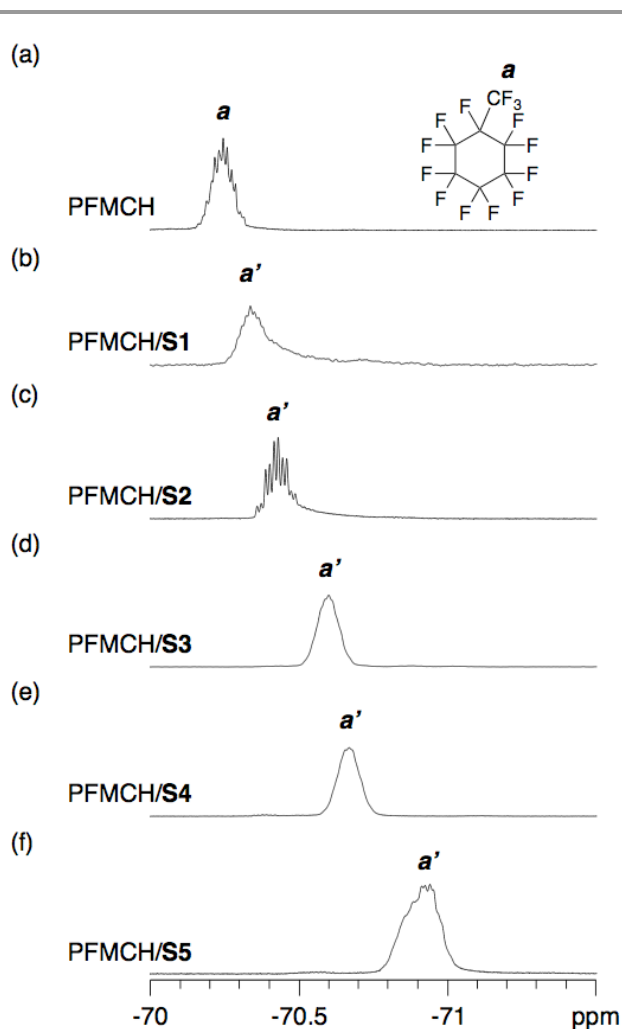 (a)
a
a
CF3
F
F
F
F
F
F
F
F
F
F
F
PFMCH
(b)
a'
PFMCH/S1
(c)
a'
PFMCH/S2
(d)
a'
PFMCH/S3
(e)
a'
PFMCH/S4
(f)
a'
PFMCH/S5
-70
-70.5
-71
ppm